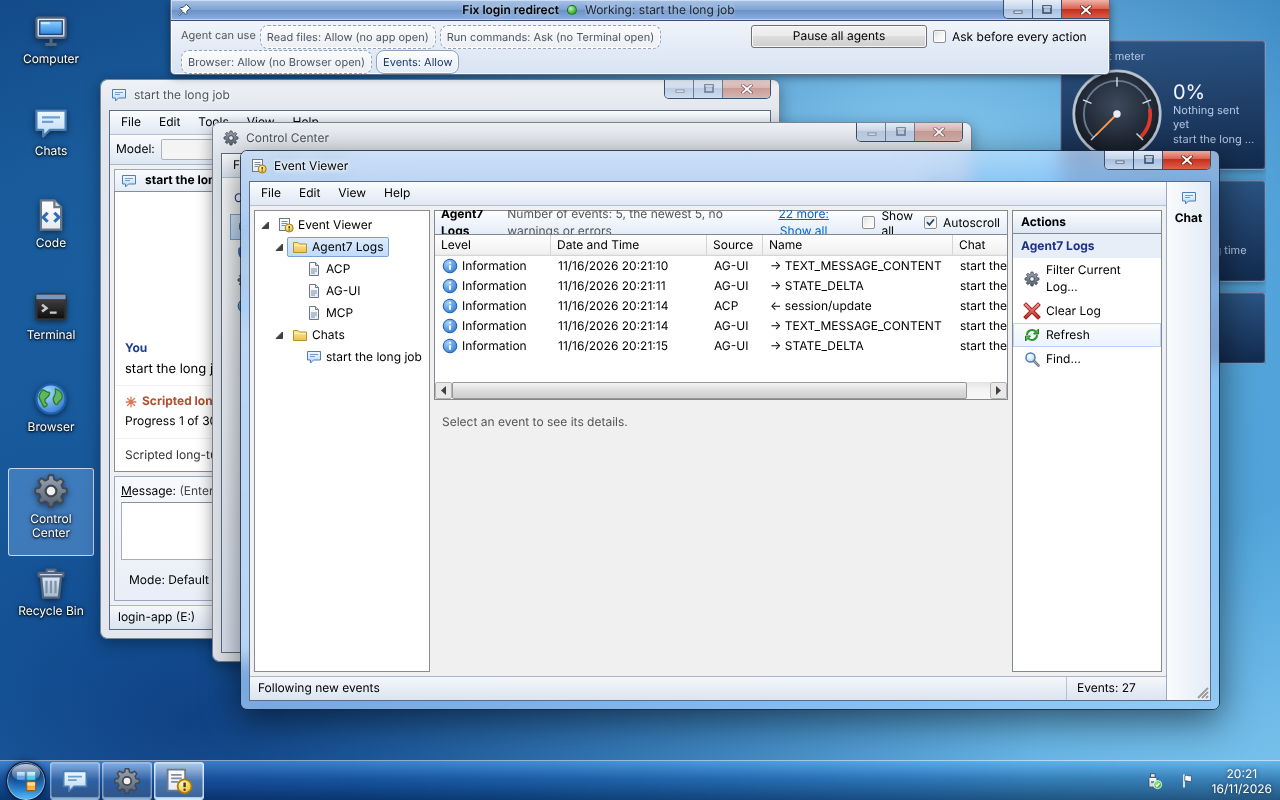 Computer
Chats
Code
Terminal
Browser
Control
Center
Recycle Bin
Fix login redirect
Working: start the long job
Agent can use
Read files: Allow (no app open)
Run commands: Ask (no Terminal open)
Browser: Allow (no Browser open)
Events: Allow
Pause all agents
Ask before every action
meter
0%
Nothing sent
yet
start the long ...
time
start the long job
File Edit Tools View Help
Model:
start the lon
You
start the long j
Scripted lon
Progress 1 of 30
Scripted long-tu
Message: (Enter
Mode: Default
login-app (E:)
Control Center
Event Viewer
File Edit View Help
Event Viewer
Agent7 Logs
ACP
AG-UI
MCP
Chats
start the long job
Agent7
Logs
Number of events: 5, the newest 5, no
warnings or errors
22 more:
Show all
Show
all
Autoscroll
Level Date and Time Source Name Chat
Information 11/16/2026 20:21:10 AG-UI → TEXT_MESSAGE_CONTENT start the
Information 11/16/2026 20:21:11 AG-UI → STATE_DELTA start the
Information 11/16/2026 20:21:14 ACP ← session/update start the
Information 11/16/2026 20:21:14 AG-UI → TEXT_MESSAGE_CONTENT start the
Information 11/16/2026 20:21:15 AG-UI → STATE_DELTA start the
Select an event to see its details.
Actions
Agent7 Logs
Filter Current
Log...
Clear Log
Refresh
Find...
Chat
Following new events
Events: 27
20:21
16/11/2026